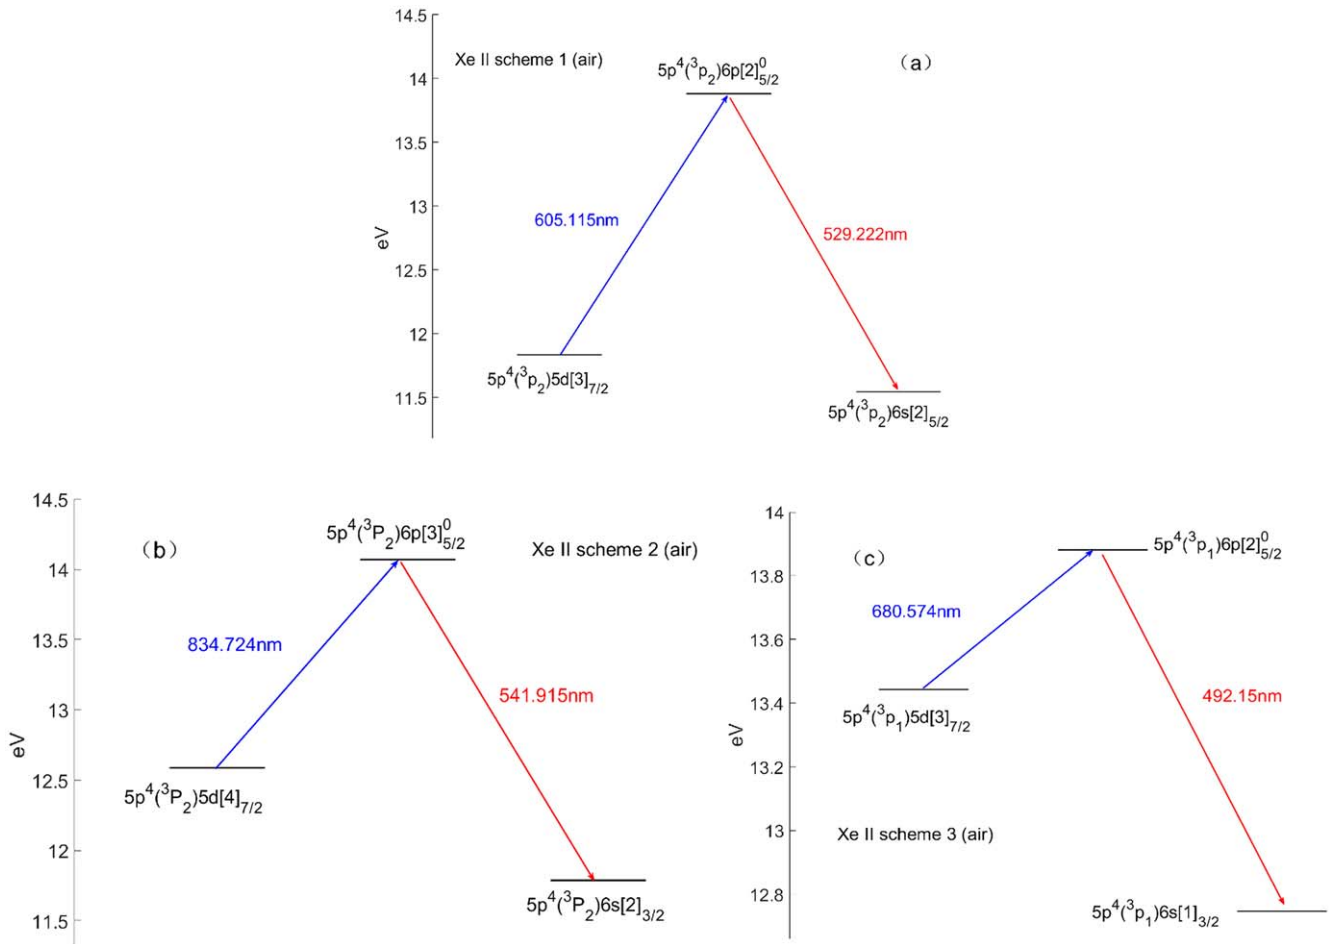 14.5
Xe II scheme 1 (air)
(a)
5p⁴(³p₂)6p[2]⁰₅/₂
14
13.5
13
605.115nm
529.222nm
eV
12.5
12
5p⁴(³p₂)5d[3]₇/₂
11.5
5p⁴(³p₂)6s[2]₅/₂
14.5
(b)
5p⁴(³P₂)6p[3]⁰₅/₂
Xe II scheme 2 (air)
14
13.5
834.724nm
541.915nm
13
eV
12.5
5p⁴(³P₂)5d[4]₇/₂
12
5p⁴(³P₂)6s[2]₃/₂
11.5
14
(c)
5p⁴(³p₁)6p[2]⁰₅/₂
13.8
680.574nm
13.6
492.15nm
13.4
5p⁴(³p₁)5d[3]₇/₂
eV
13.2
13
Xe II scheme 3 (air)
12.8
5p⁴(³p₁)6s[1]₃/₂